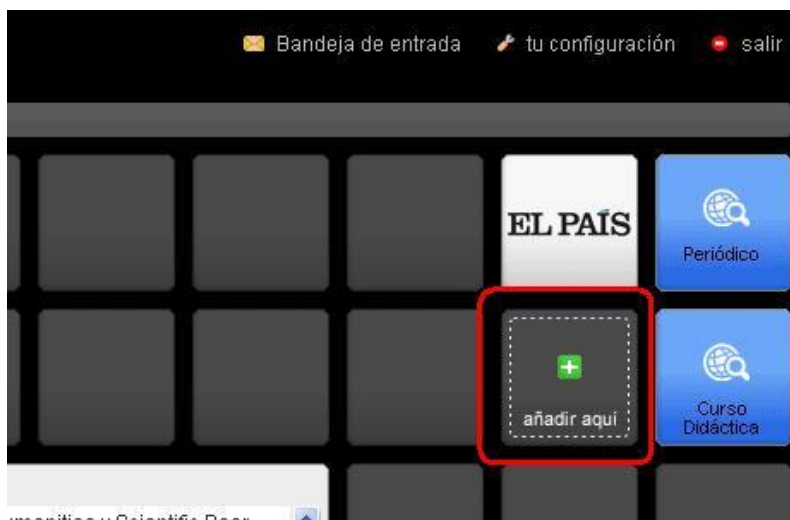 Bandeja de entrada tu configuración salir
EL PAÍS
Periódico
añadir aquí
Curso
Didáctica